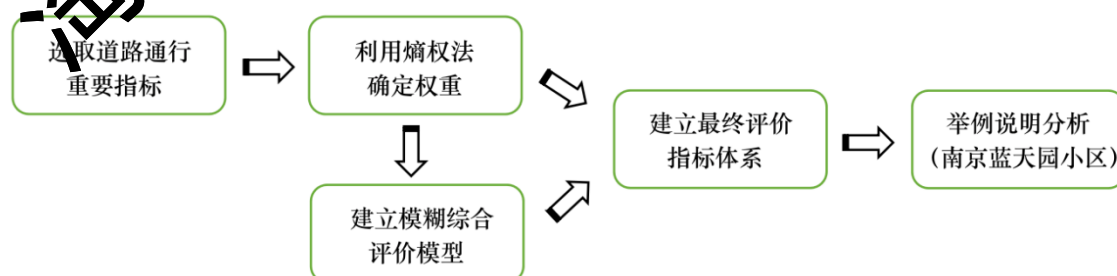 选取道路通行
重要指标
利用熵权法
确定权重
建立模糊综合
评价模型
建立最终评价
指标体系
举例说明分析
(南京蓝天园小区)